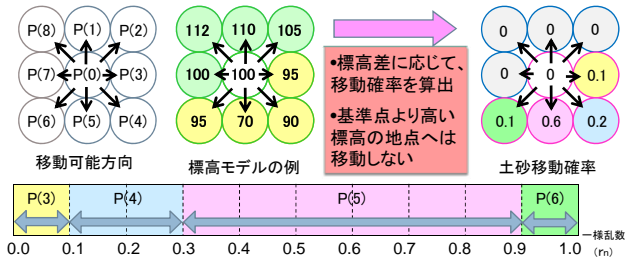 P(8) P(1) P(2)
P(7) P(0) P(3)
P(6) P(5) P(4)
移動可能方向
112 110 105
100 100 95
95 70 90
標高モデルの例
•標高差に応じて、
移動確率を算出
•基準点より高い
標高の地点へは
移動しない
0 0 0
0 0 0.1
0.1 0.6 0.2
土砂移動確率
P(3) P(4) P(5) P(6)
0.0 0.1 0.2 0.3 0.4 0.5 0.6 0.7 0.8 0.9 1.0
一様乱数
(rn)